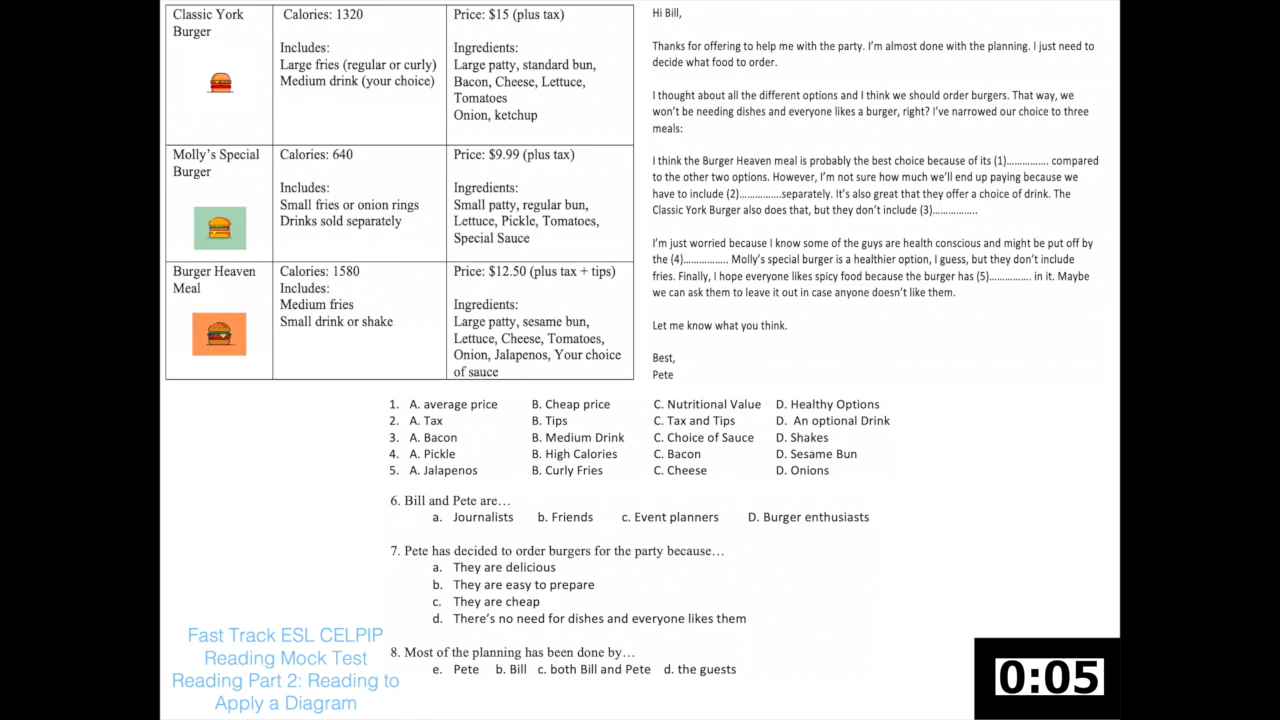 Classic York
Burger
Calories: 1320
Includes:
Large fries (regular or curly)
Medium drink (your choice)
Price: $15 (plus tax)
Ingredients:
Large patty, standard bun,
Bacon, Cheese, Lettuce,
Tomatoes
Onion, ketchup
Molly's Special
Burger
Calories: 640
Includes:
Small fries or onion rings
Drinks sold separately
Price: $9.99 (plus tax)
Ingredients:
Small patty, regular bun,
Lettuce, Pickle, Tomatoes,
Special Sauce
Burger Heaven
Meal
Calories: 1580
Includes:
Medium fries
Small drink or shake
Price: $12.50 (plus tax + tips)
Ingredients:
Large patty, sesame bun,
Lettuce, Cheese, Tomatoes,
Onion, Jalapenos, Your choice
of sauce
Hi Bill,
Thanks for offering to help me with the party. I'm almost done with the planning. I just need to
decide what food to order.
I thought about all the different options and I think we should order burgers. That way, we
won't be needing dishes and everyone likes a burger, right? I've narrowed our choice to three
meals:
I think the Burger Heaven meal is probably the best choice because of its (1)……………. compared
to the other two options. However, I'm not sure how much we'll end up paying because we
have to include (2)…………….separately. It's also great that they offer a choice of drink. The
Classic York Burger also does that, but they don't include (3)……………..
I'm just worried because I know some of the guys are health conscious and might be put off by
the (4)…………….. Molly's special burger is a healthier option, I guess, but they don't include
fries. Finally, I hope everyone likes spicy food because the burger has (5)……………. in it. Maybe
we can ask them to leave it out in case anyone doesn't like them.
Let me know what you think.
Best,
Pete
1. A. average price B. Cheap price C. Nutritional Value D. Healthy Options
2. A. Tax B. Tips C. Tax and Tips D. An optional Drink
3. A. Bacon B. Medium Drink C. Choice of Sauce D. Shakes
4. A. Pickle B. High Calories C. Bacon D. Sesame Bun
5. A. Jalapenos B. Curly Fries C. Cheese D. Onions
6. Bill and Pete are…
a. Journalists b. Friends c. Event planners D. Burger enthusiasts
7. Pete has decided to order burgers for the party because…
a. They are delicious
b. They are easy to prepare
c. They are cheap
d. There's no need for dishes and everyone likes them
8. Most of the planning has been done by…
e. Pete b. Bill c. both Bill and Pete d. the guests
Fast Track ESL CELPIP
Reading Mock Test
Reading Part 2: Reading to
Apply a Diagram
0:05